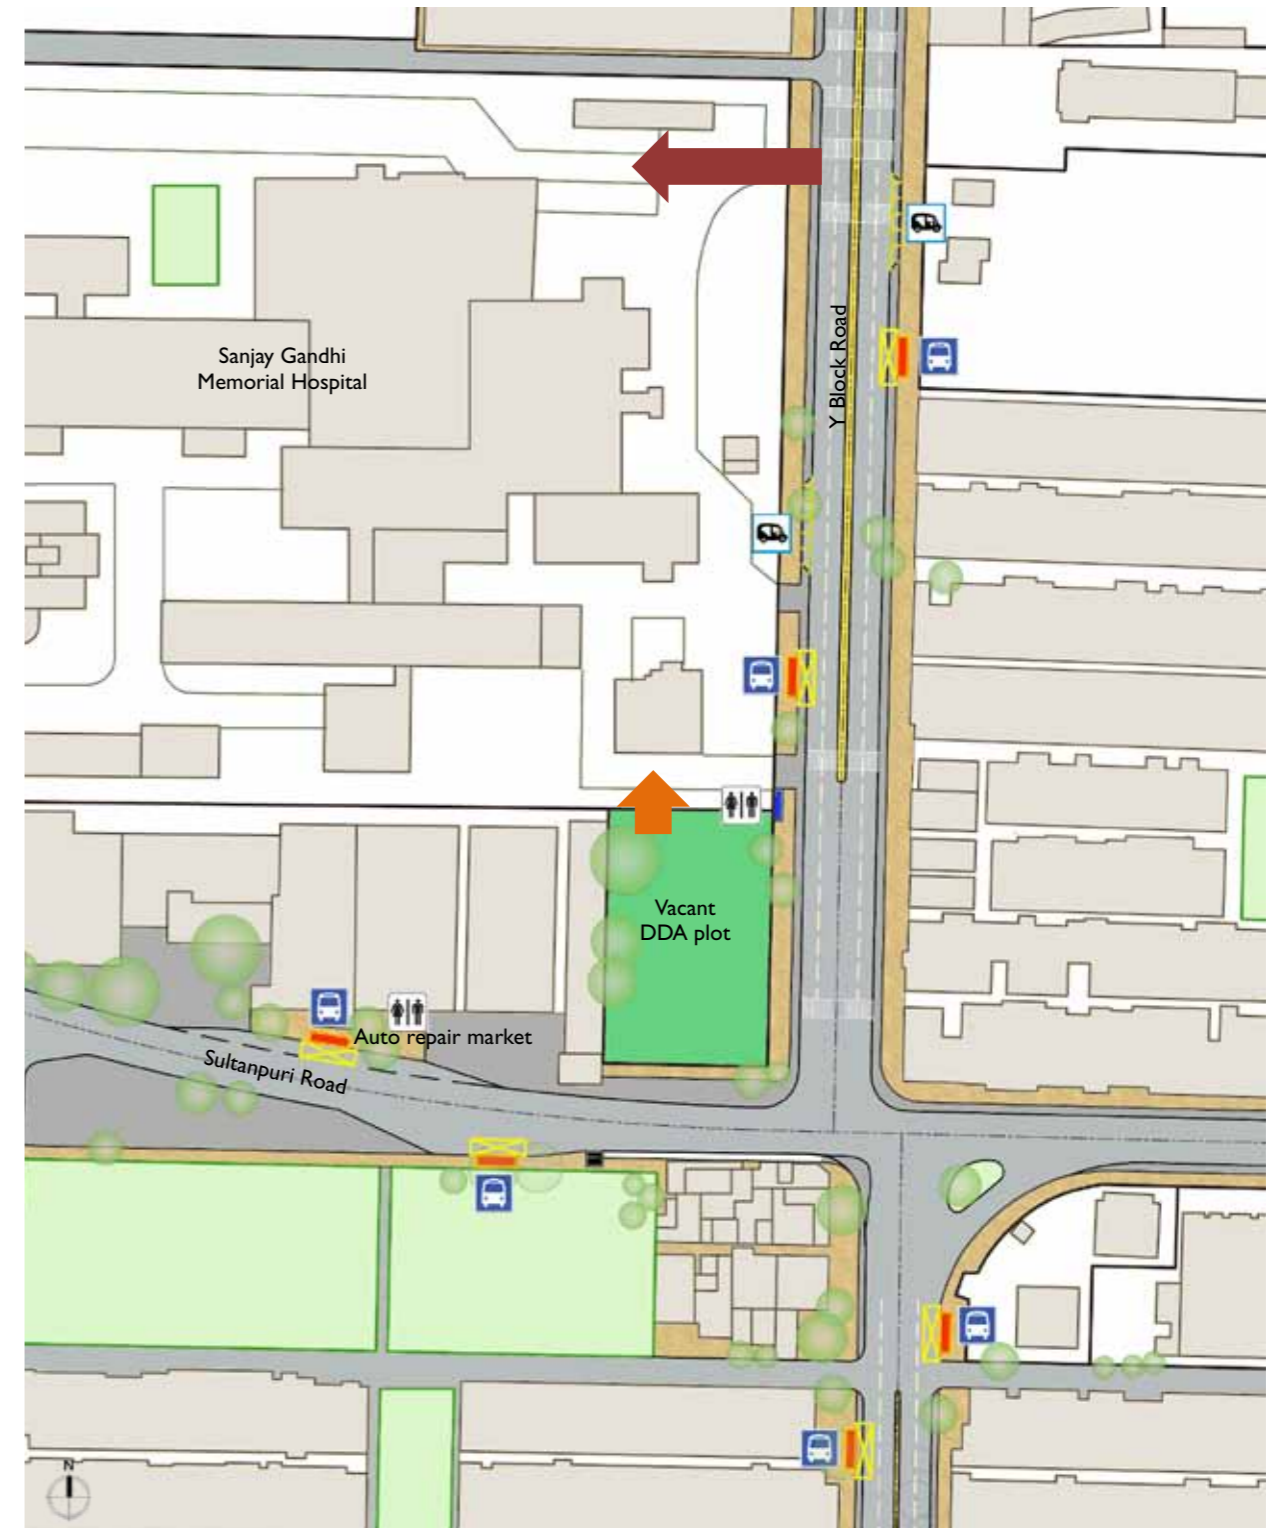 Sanjay Gandhi
Memorial Hospital
Y Block Road
Vacant
DDA plot
Auto repair market
Sultanpuri Road
N